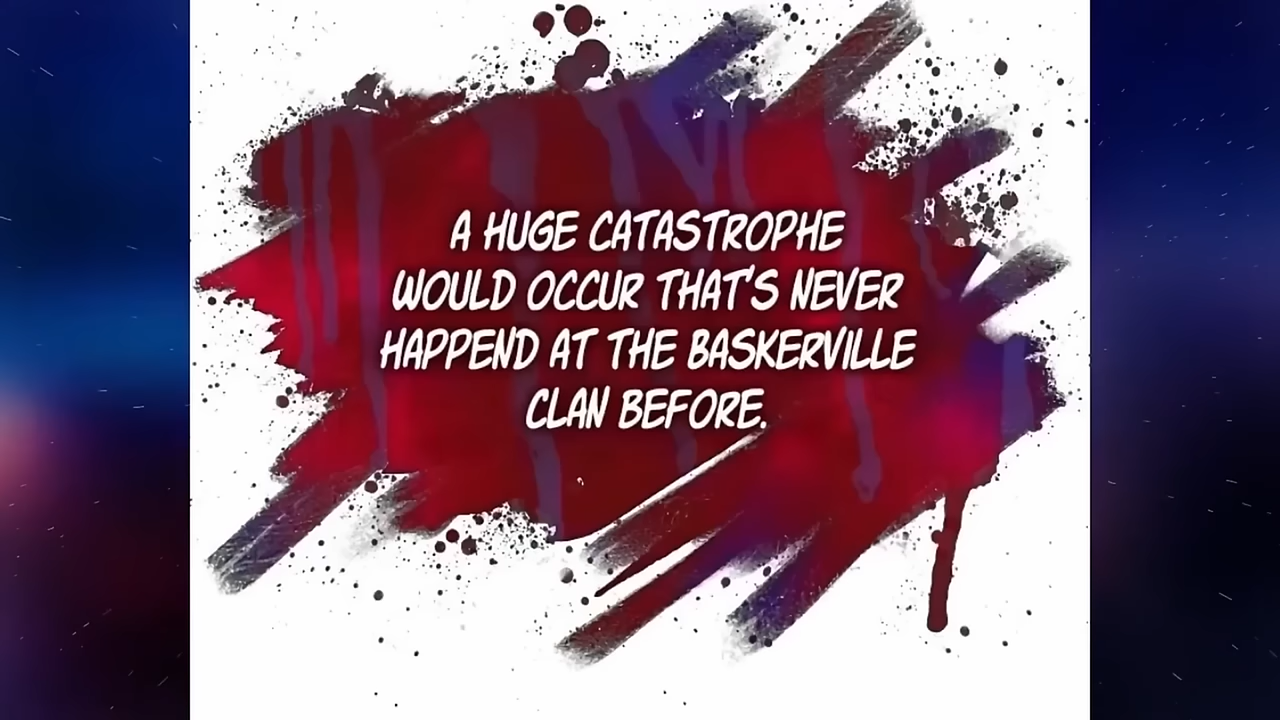 A HUGE CATASTROPHE
WOULD OCCUR THAT'S NEVER
HAPPEND AT THE BASKERVILLE
CLAN BEFORE.